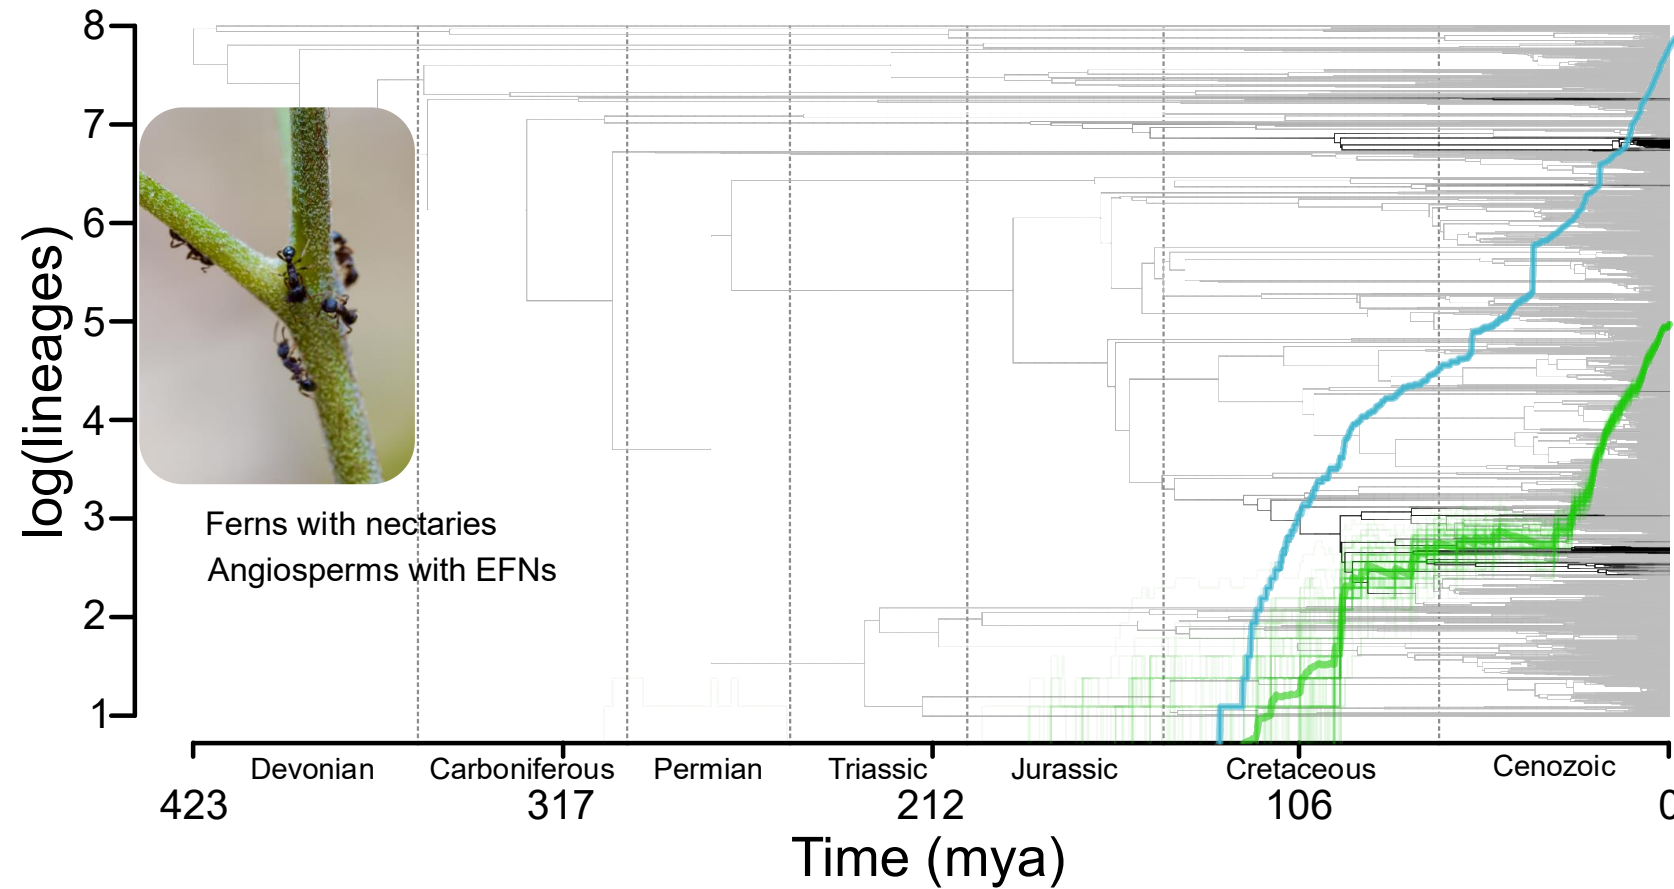 8
7
6
5
4
3
2
1
log(lineages)
Ferns with nectaries
Angiosperms with EFNs
Devonian Carboniferous Permian Triassic Jurassic Cretaceous Cenozoic
423 317 212 106 0
Time (mya)